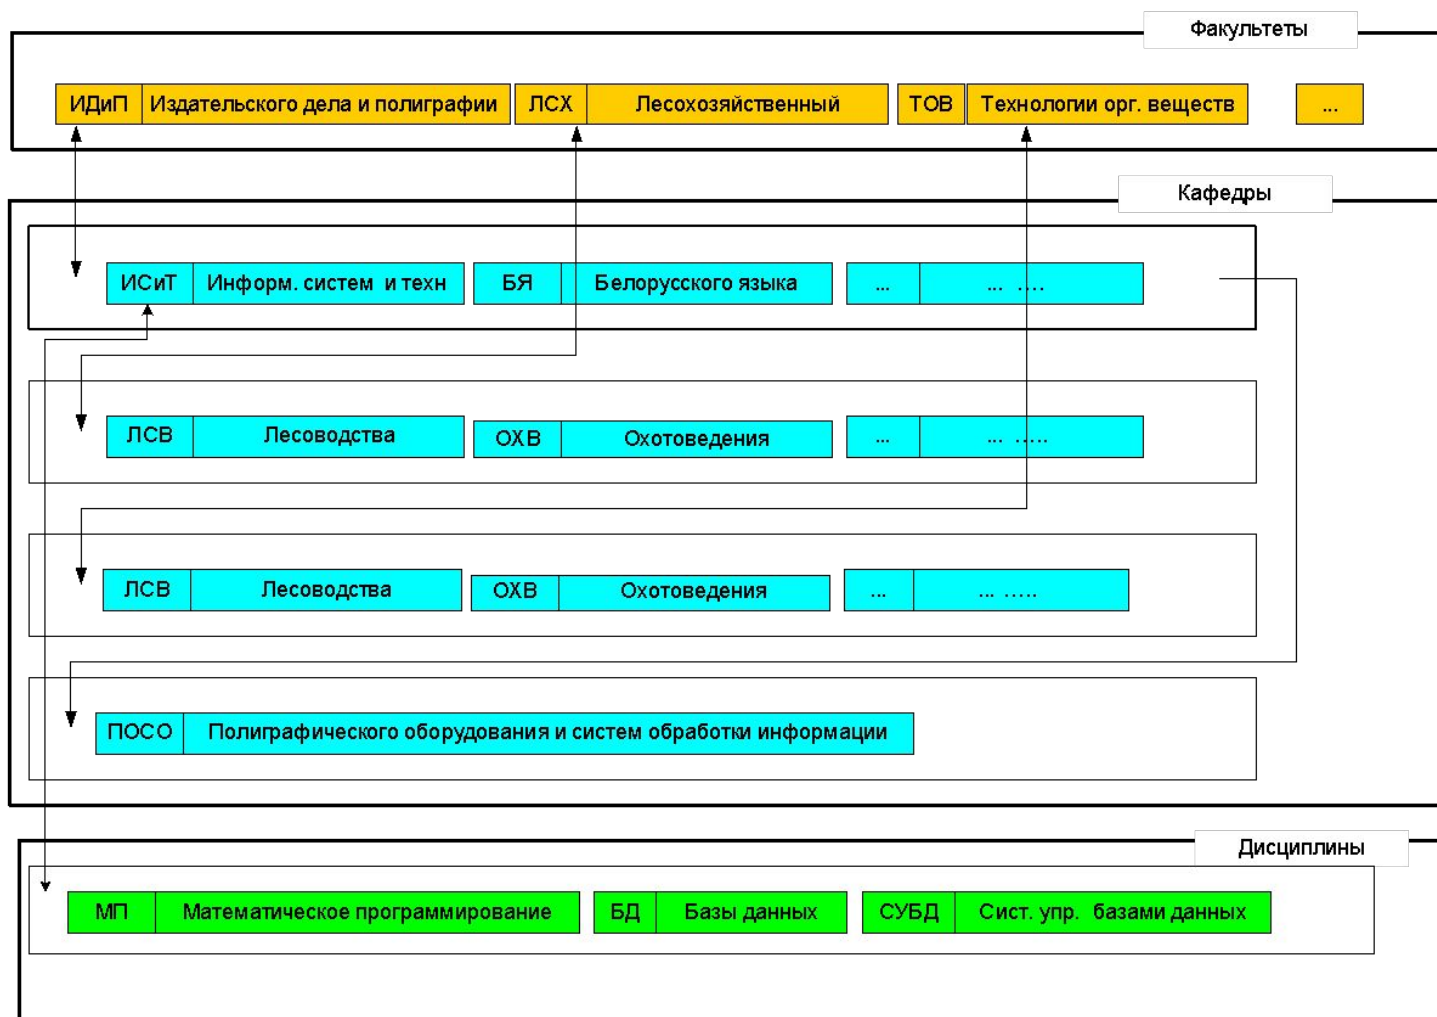 Факультеты
ИДиП Издательского дела и полиграфии ЛСХ Лесохозяйственный ТОВ Технологии орг. веществ ...
Кафедры
ИСиТ Информ. систем и техн БЯ Белорусского языка ... ... ....
ЛСВ Лесоводства ОХВ Охотоведения ... ... .....
ЛСВ Лесоводства ОХВ Охотоведения ... ... .....
ПОСО Полиграфического оборудования и систем обработки информации
Дисциплины
МП Математическое программирование БД Базы данных СУБД Сист. упр. базами данных